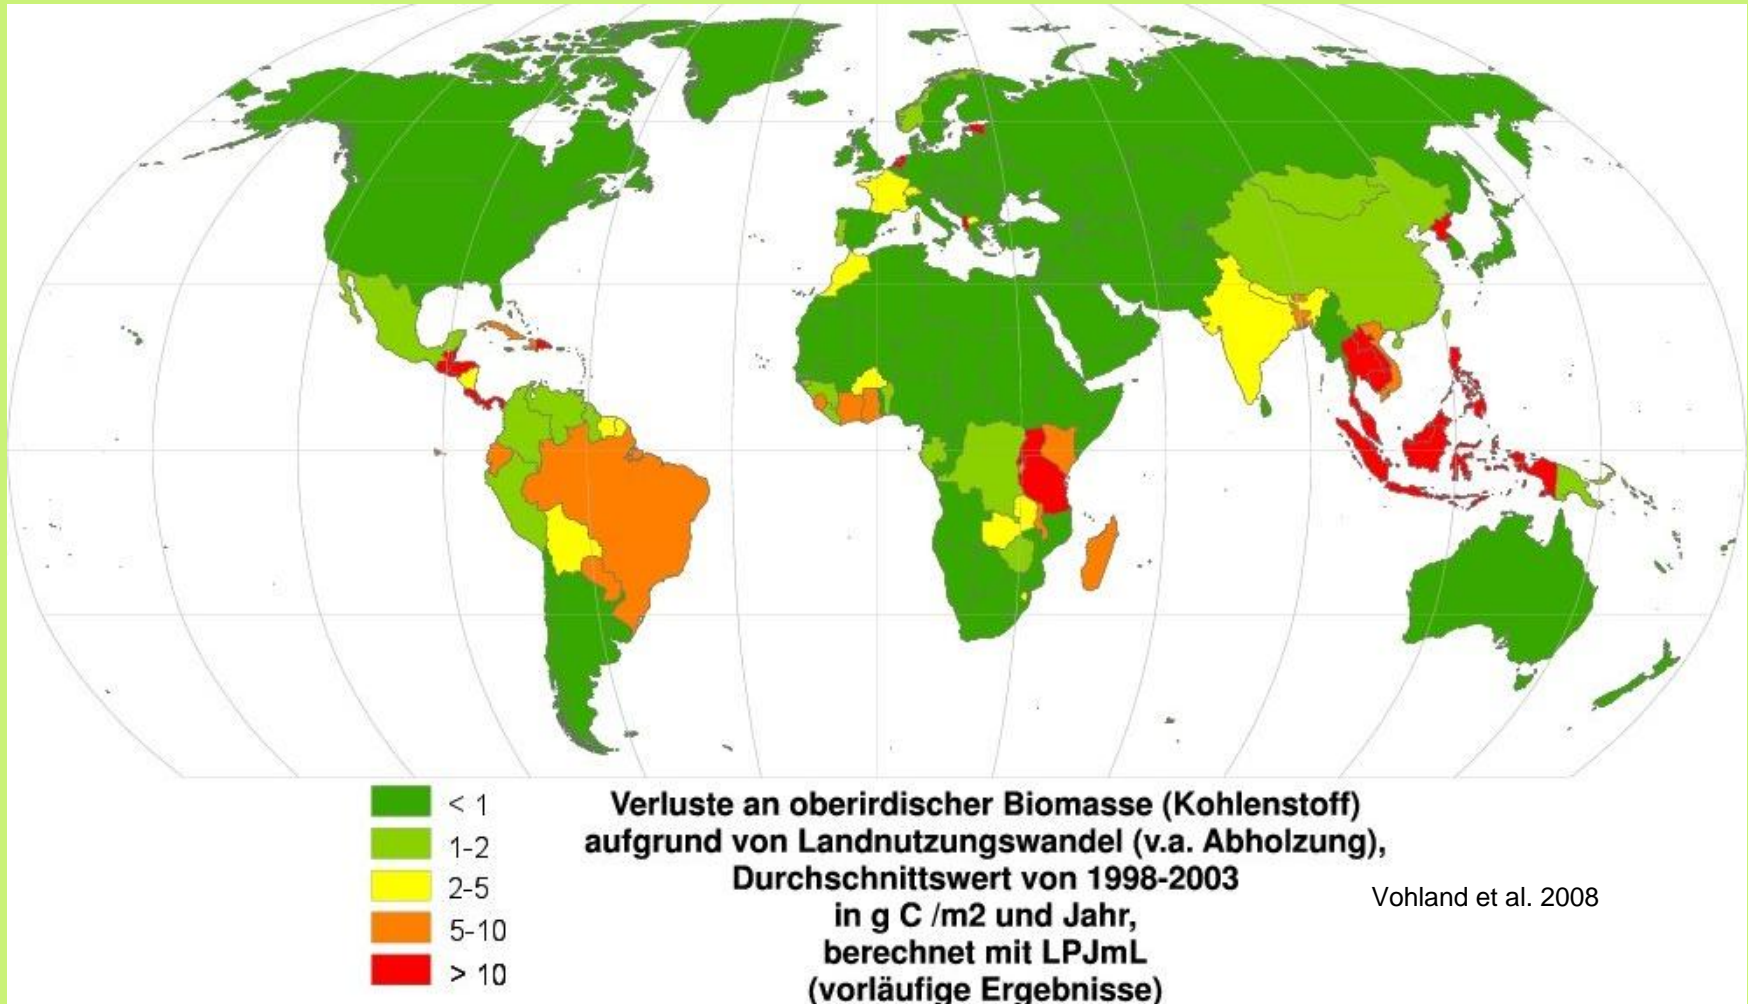 < 1
1-2
2-5
5-10
> 10
Verluste an oberirdischer Biomasse (Kohlenstoff)
aufgrund von Landnutzungswandel (v.a. Abholzung),
Durchschnittswert von 1998-2003
in g C /m2 und Jahr,
berechnet mit LPJmL
(vorläufige Ergebnisse)
Vohland et al. 2008